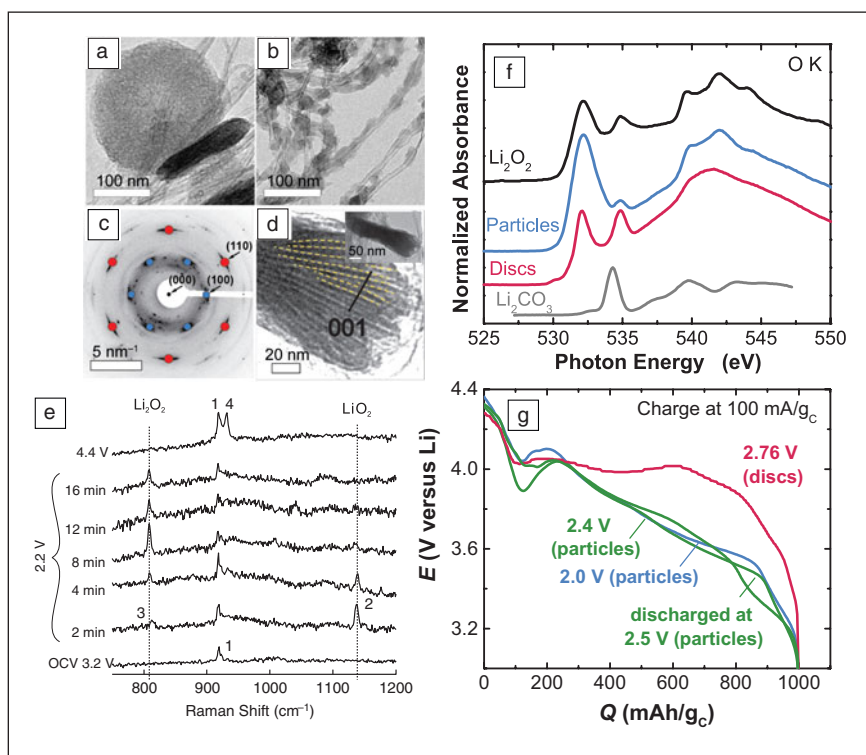 a
100 nm
b
100 nm
c
(110)
(000)
(100)
5 nm⁻¹
d
50 nm
001
20 nm
e
Li₂O₂
LiO₂
1 4
4.4 V
16 min
12 min
2.2 V
8 min
4 min
3
2
2 min
1
OCV 3.2 V
800 900 1000 1100 1200
Raman Shift (cm⁻¹)
f
O K
Normalized Absorbance
Li₂O₂
Particles
Discs
Li₂CO₃
525 530 535 540 545 550
Photon Energy (eV)
g
Charge at 100 mA/g_C
E (V versus Li)
4.4
4.0
3.6
3.2
2.76 V
(discs)
2.4 V
(particles)
2.0 V (particles)
discharged at
2.5 V (particles)
0 200 400 600 800 1000
Q (mAh/g_C)